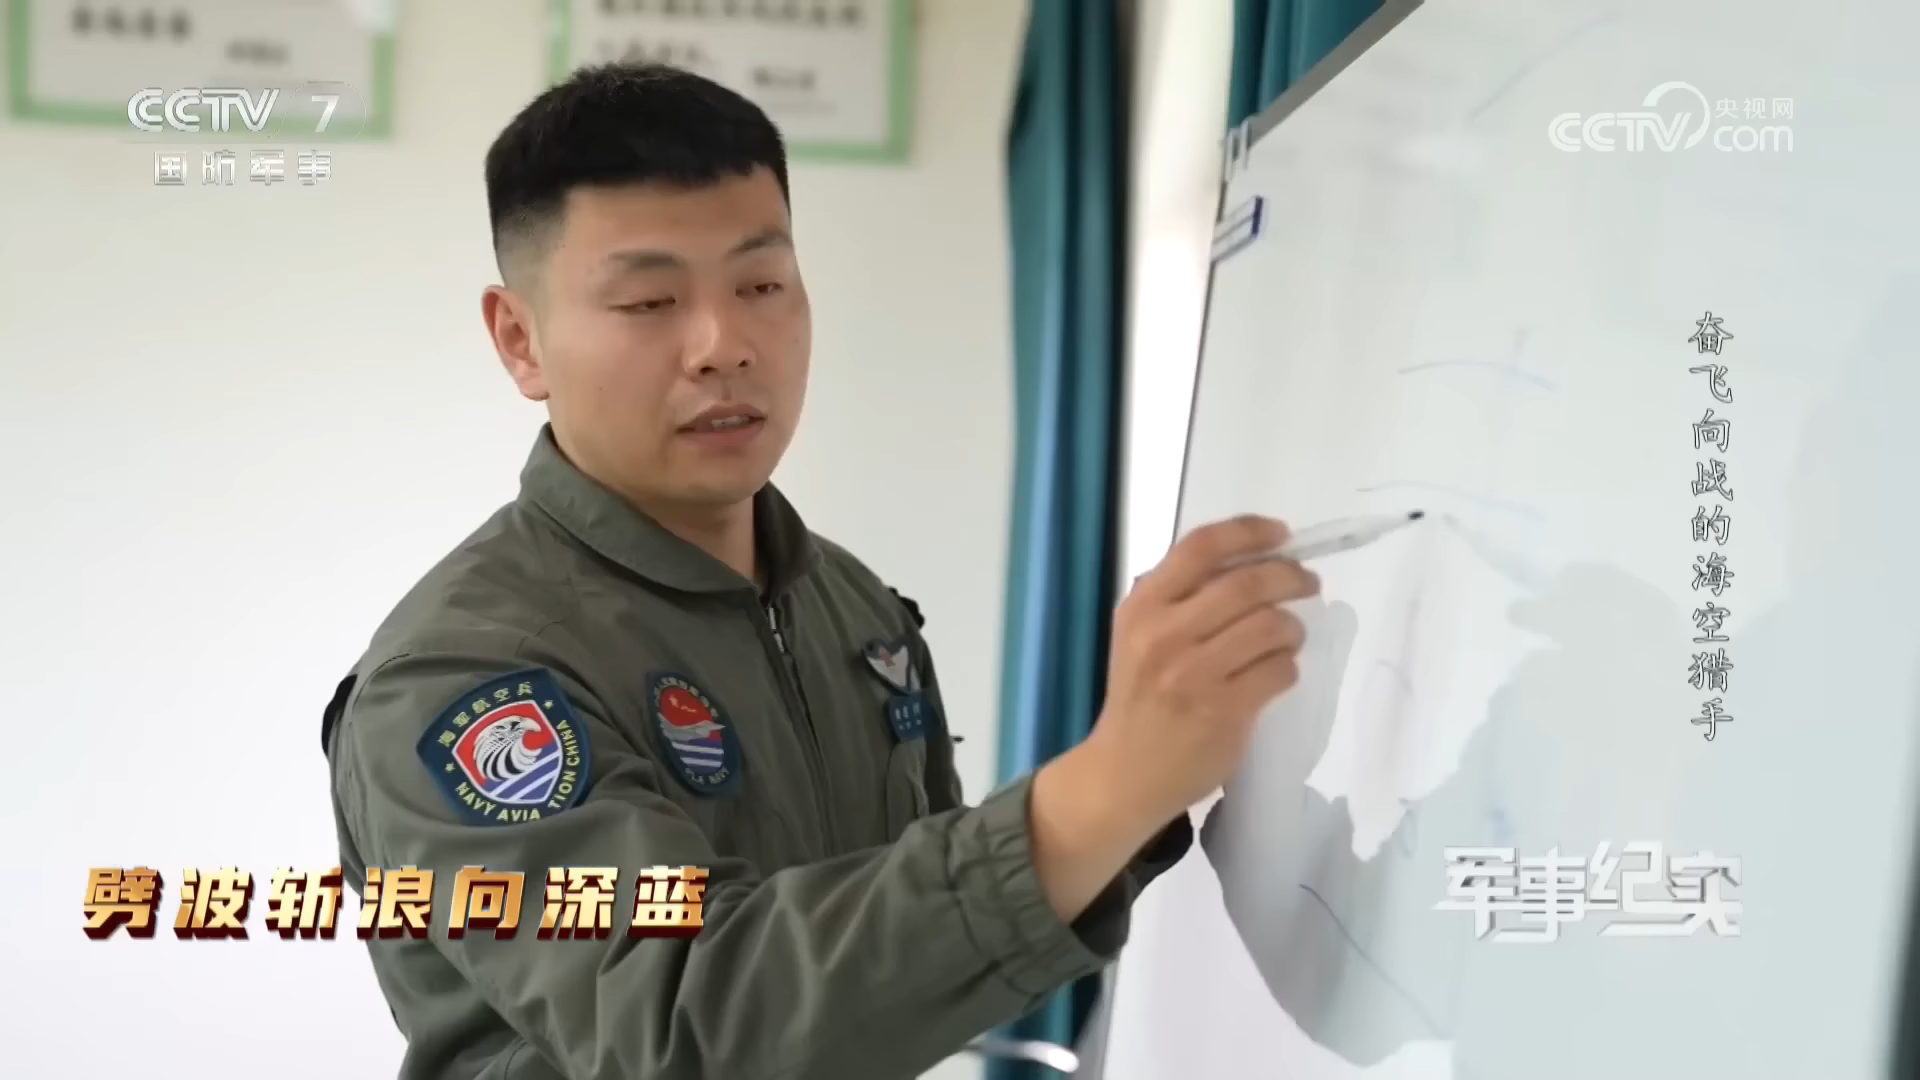 CCTV 7
国防军事
央视网
CCTV com
奋飞向战的海空猎手
海军航空兵
NAVY AVIATION CHINA
PLA NAVY
劈波斩浪向深蓝
军事纪实